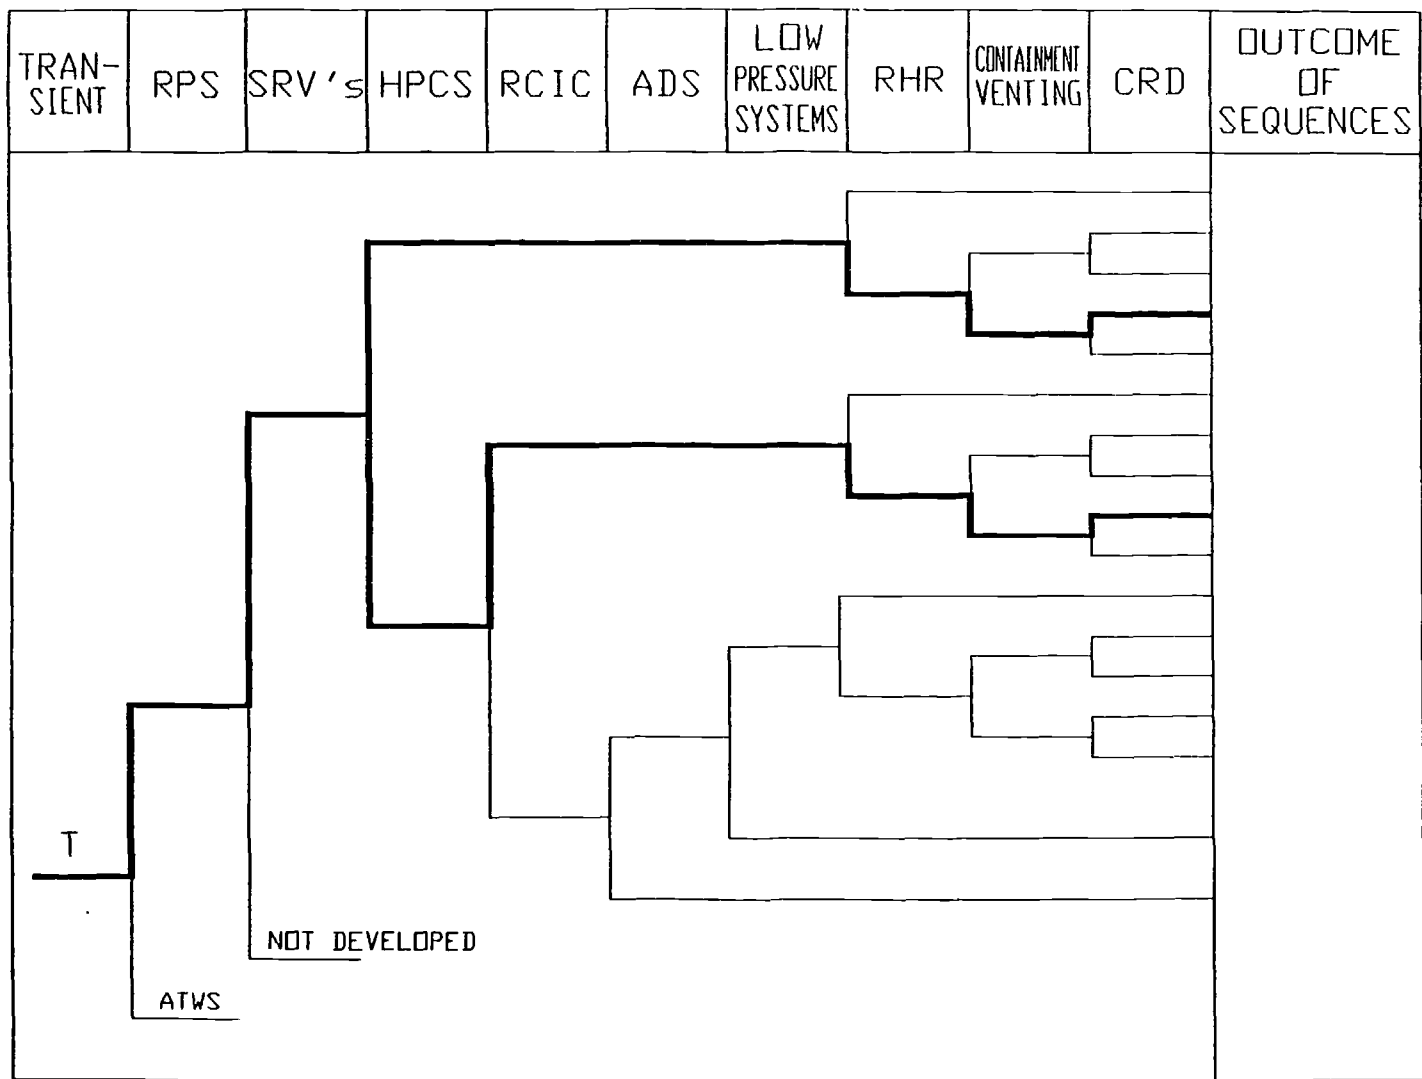 TRAN-
SIENT
RPS
SRV's
HPCS
RCIC
ADS
LOW
PRESSURE
SYSTEMS
RHR
CONTAINMENT
VENTING
CRD
OUTCOME
OF
SEQUENCES
T
NOT DEVELOPED
ATWS